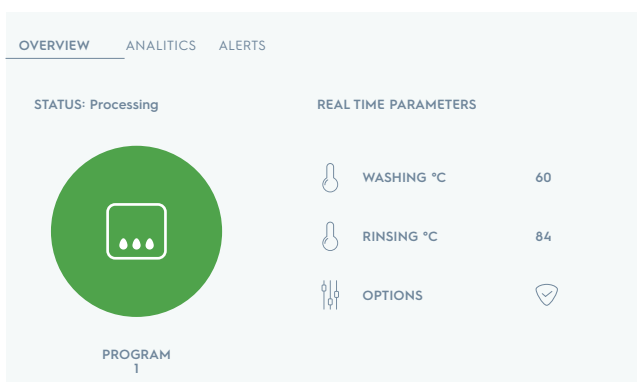 OVERVIEW ANALITICS ALERTS
STATUS: Processing
REAL TIME PARAMETERS
WASHING °C 60
RINSING °C 84
OPTIONS
PROGRAM
1